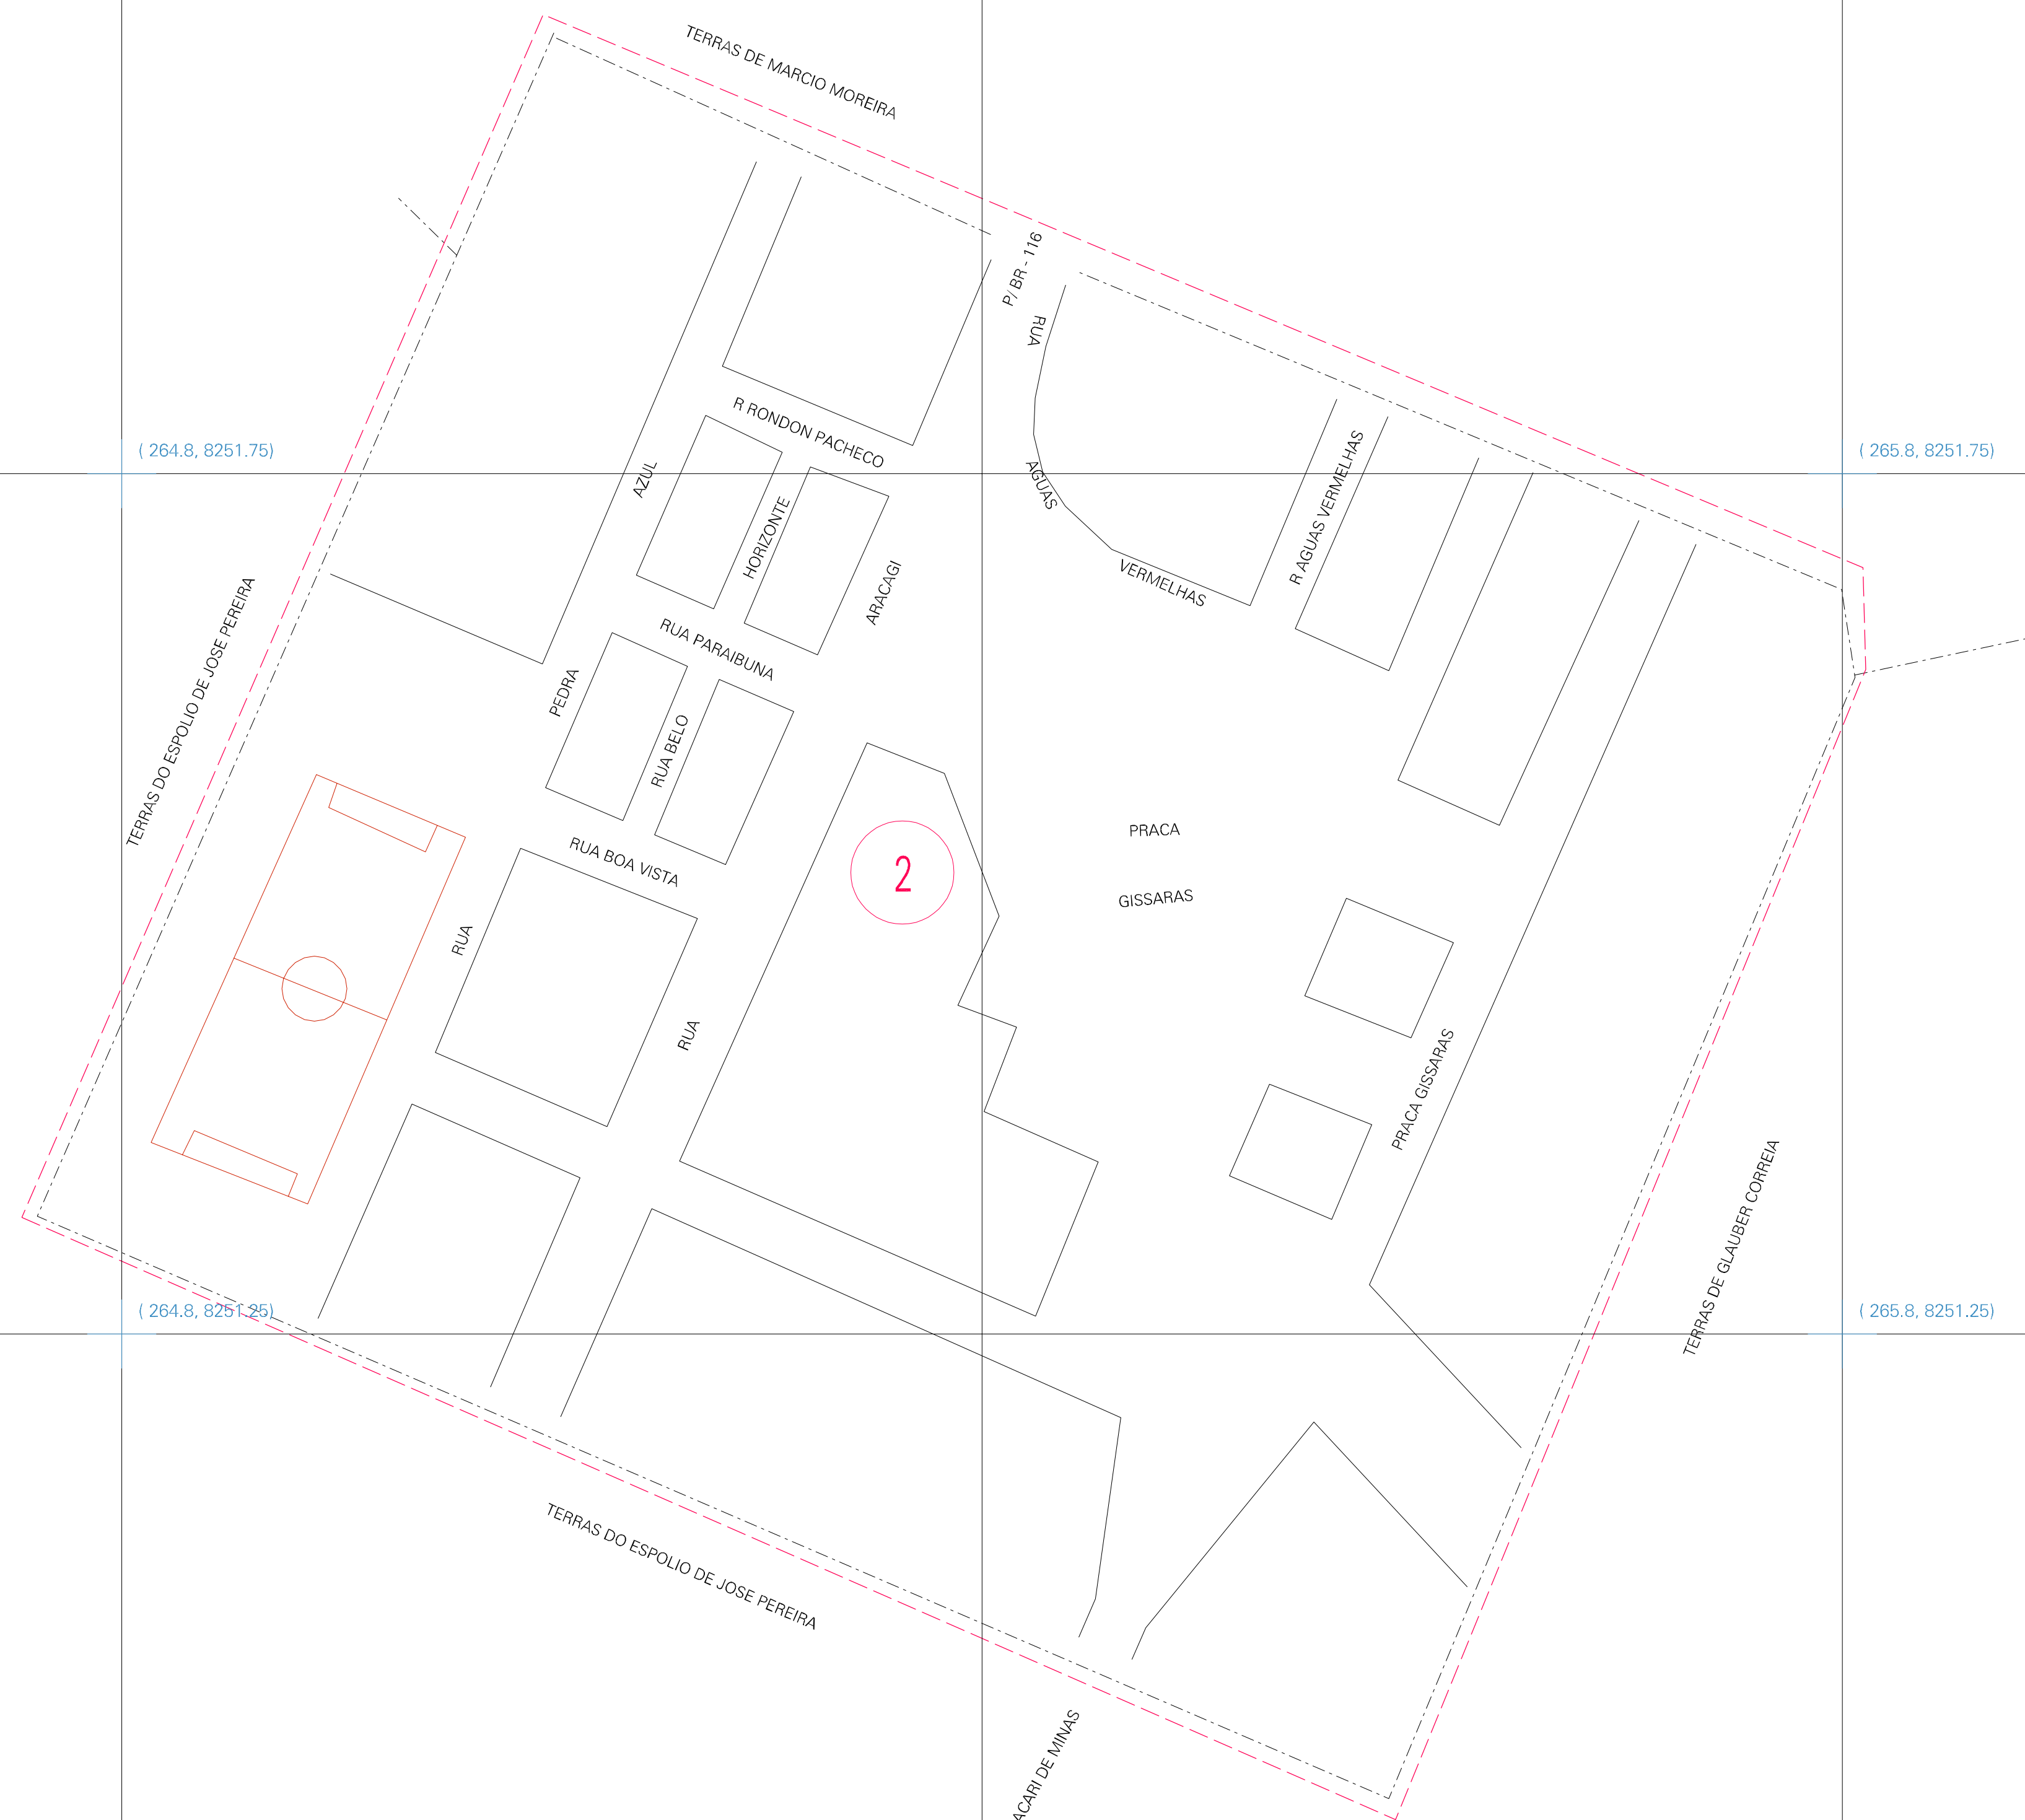 TERRAS DE MARCIO MOREIRA
P/ BR - 116
RUA
AGUAS
VERMELHAS
R RONDON PACHECO
( 264.8, 8251.75)
( 265.8, 8251.75)
AZUL
HORIZONTE
R AGUAS VERMELHAS
ARACAGI
TERRAS DO ESPOLIO DE JOSE PEREIRA
RUA PARAIBUNA
PEDRA
RUA BELO
PRACA
GISSARAS
RUA BOA VISTA
2
RUA
RUA
PRACA GISSARAS
TERRAS DE GLAUBER CORREIA
( 264.8, 8251.25)
( 265.8, 8251.25)
TERRAS DO ESPOLIO DE JOSE PEREIRA
ACARI DE MINAS